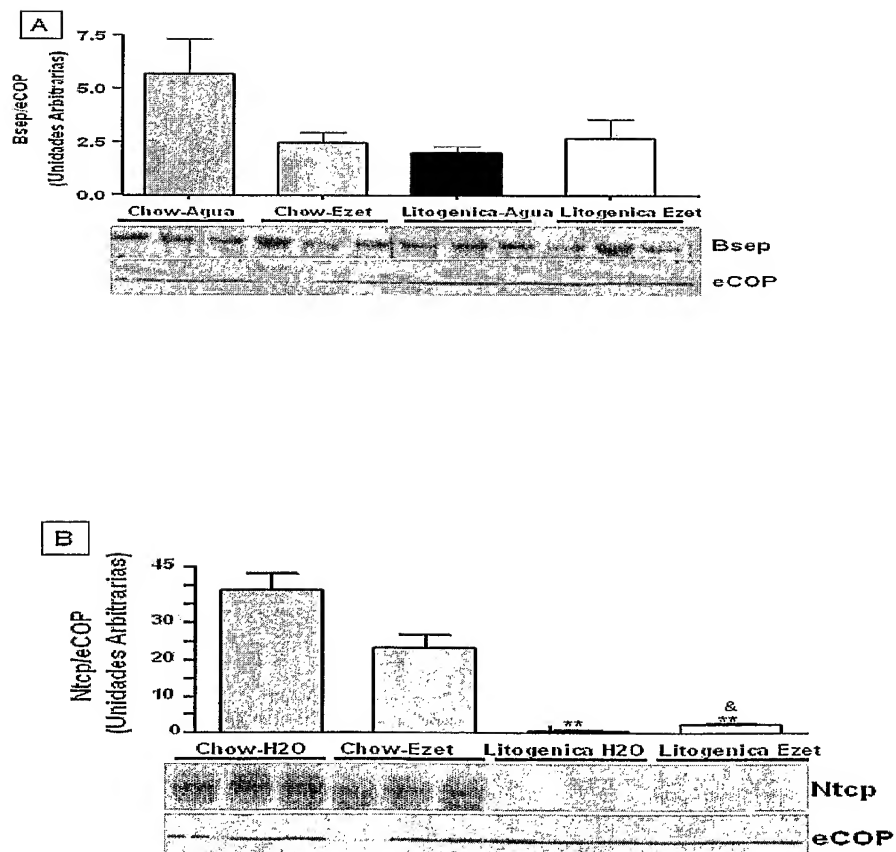 A
Bsep/eCOP
(Unidades Arbitrarias)
7.5
5.0
2.5
0.0
Chow-Agua Chow-Ezet Litogenica-Agua Litogenica Ezet
Bsep
eCOP
B
Ntcp/eCOP
(Unidades Arbitrarias)
45
30
20
10
0
**
&
**
Chow-H2O Chow-Ezet Litogenica H2O Litogenica Ezet
Ntcp
eCOP